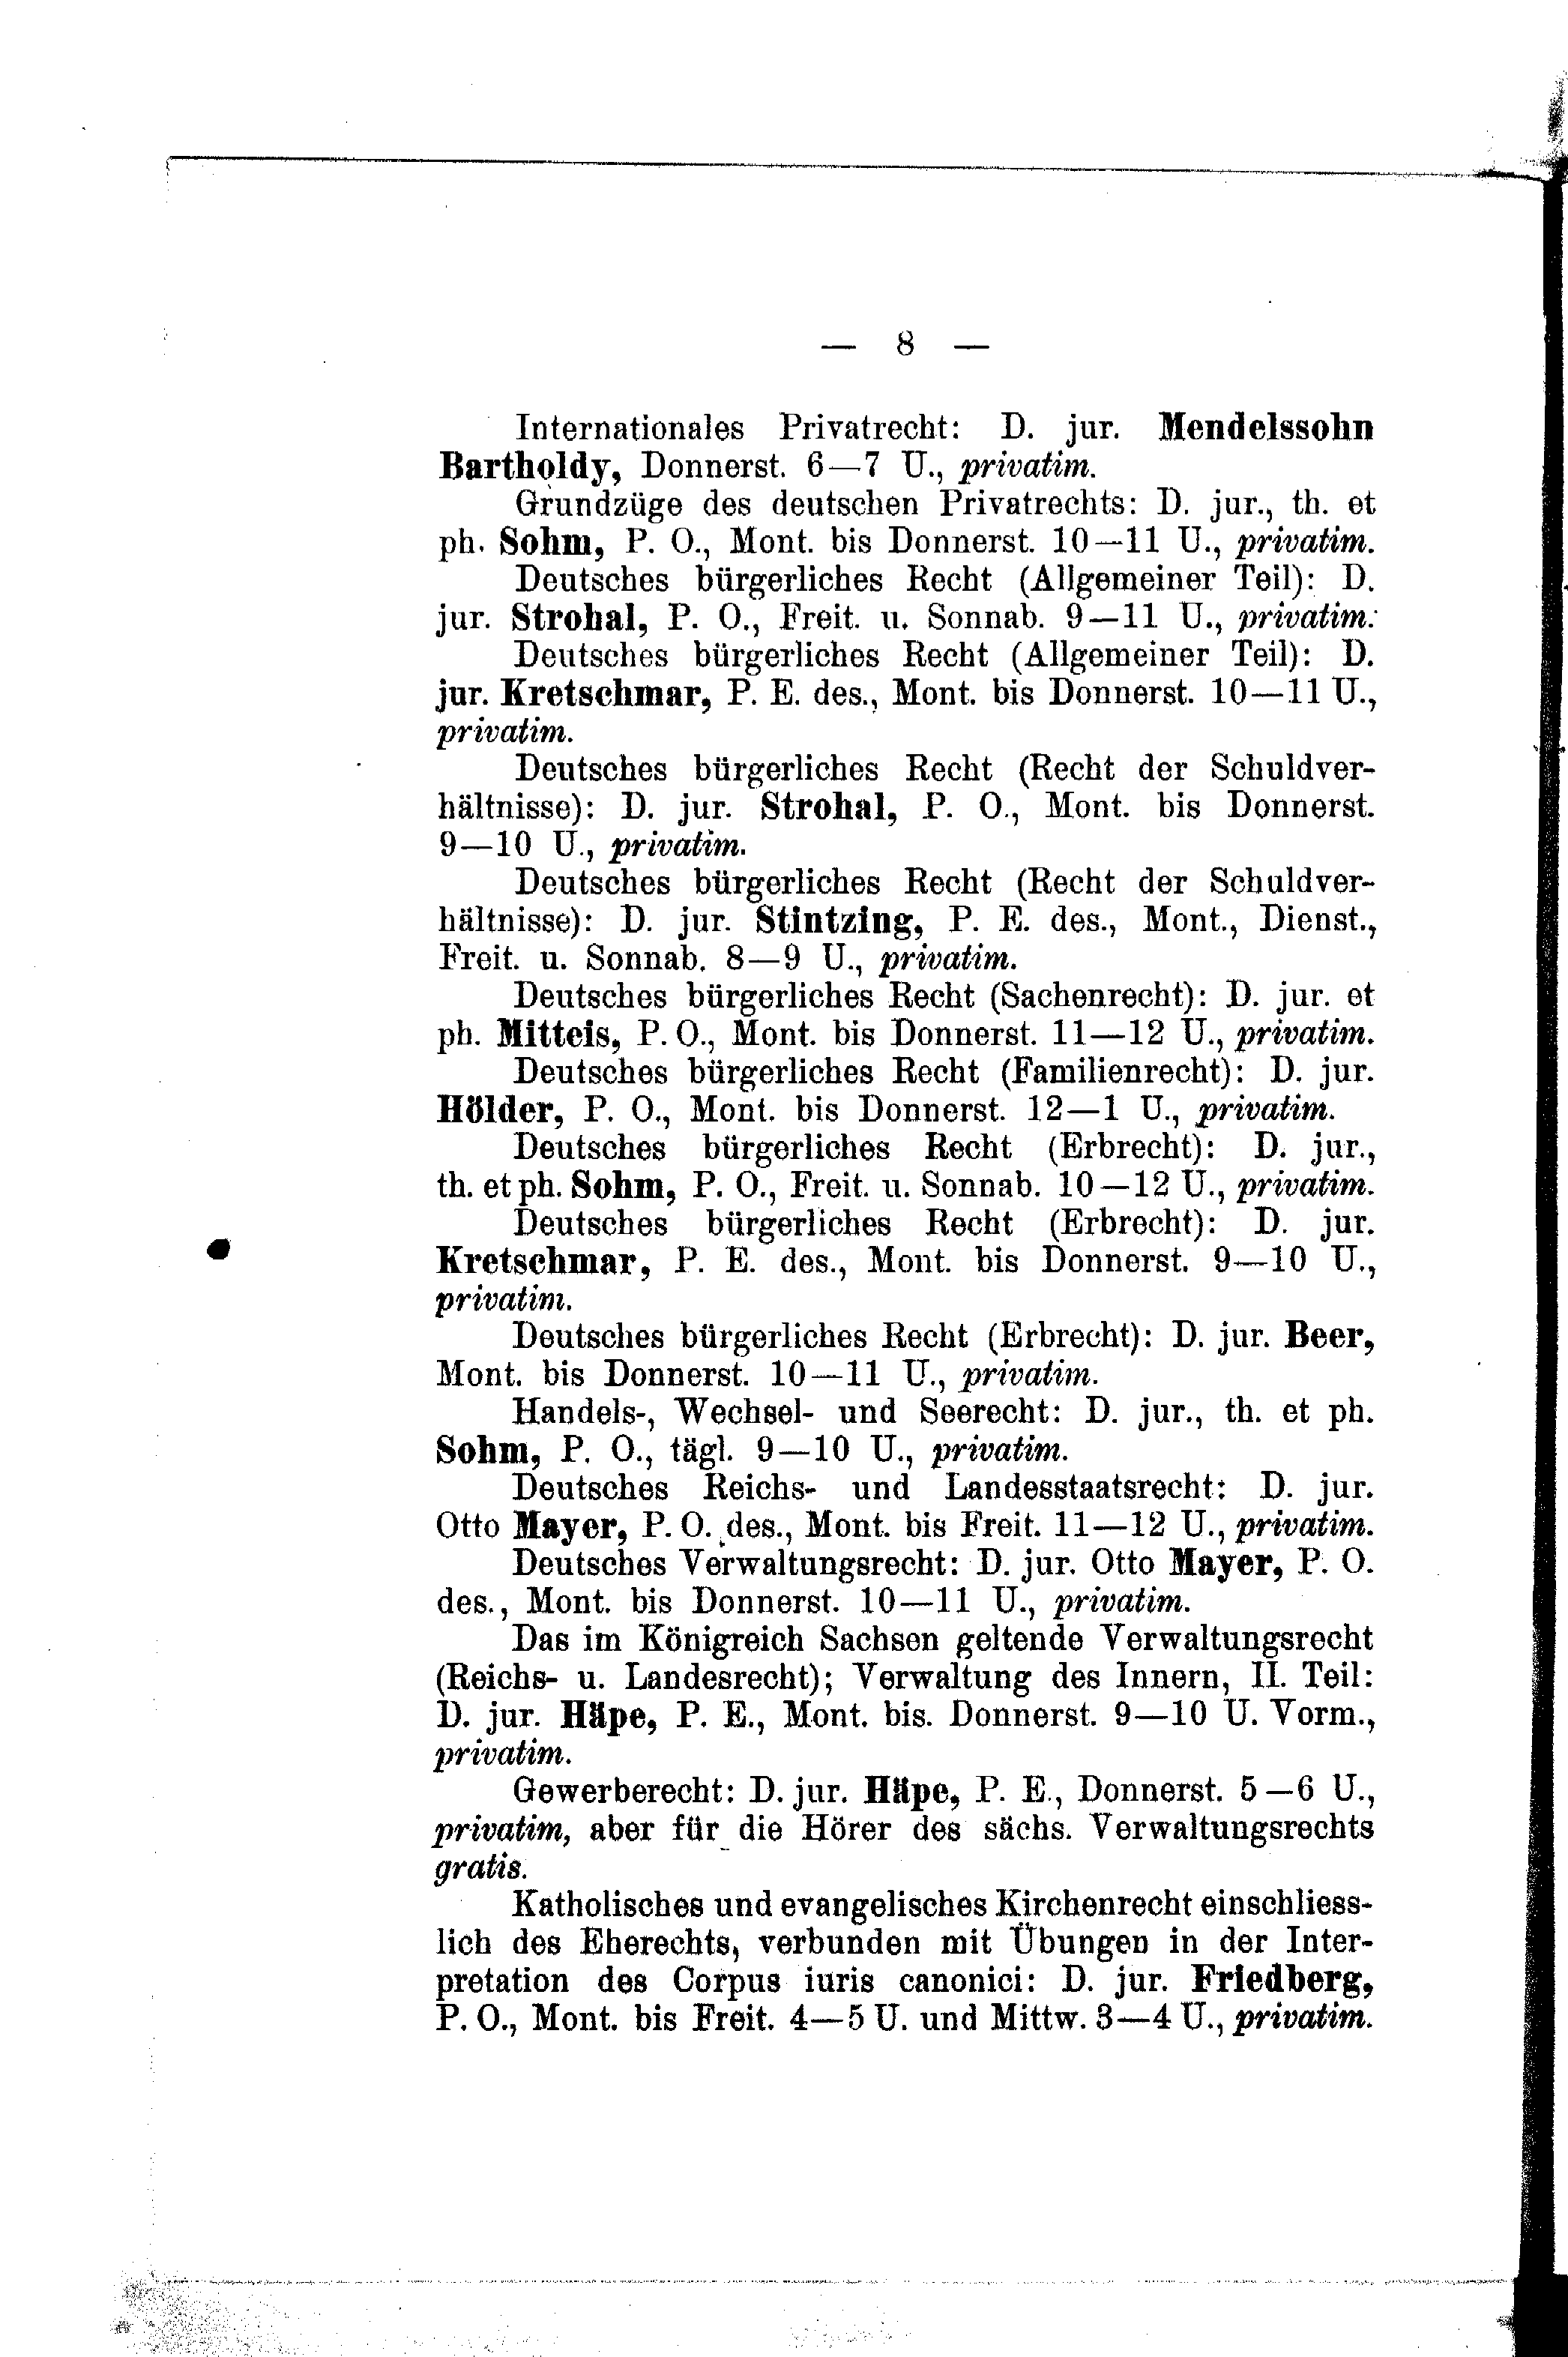 — 8 —
Internationales Privatrecht: D. jur. Mendelssohn
Bartholdy, Donnerst. 6—7 U., privatim.
Grundzüge des deutschen Privatrechts: D. jur., th. et
ph. Sohm, P. O., Mont. bis Donnerst. 10—11 U., privatim.
Deutsches bürgerliches Recht (Allgemeiner Teil): D.
jur. Strohal, P. O., Freit. u. Sonnab. 9—11 U., privatim.
Deutsches bürgerliches Recht (Allgemeiner Teil): D.
jur. Kretschmar, P. E. des., Mont. bis Donnerst. 10—11 U.,
privatim.
Deutsches bürgerliches Recht (Recht der Schuldver-
hältnisse): D. jur. Strohal, P. O., Mont. bis Donnerst.
9—10 U., privatim.
Deutsches bürgerliches Recht (Recht der Schuldver-
hältnisse): D. jur. Stintzing, P. E. des., Mont., Dienst.,
Freit. u. Sonnab. 8—9 U., privatim.
Deutsches bürgerliches Recht (Sachenrecht): D. jur. et
ph. Mitteis, P. O., Mont. bis Donnerst. 11—12 U., privatim.
Deutsches bürgerliches Recht (Familienrecht): D. jur.
Hölder, P. O., Mont. bis Donnerst. 12—1 U., privatim.
Deutsches bürgerliches Recht (Erbrecht): D. jur.,
th. et ph. Sohm, P. O., Freit. u. Sonnab. 10—12 U., privatim.
Deutsches bürgerliches Recht (Erbrecht): D. jur.
Kretschmar, P. E. des., Mont. bis Donnerst. 9—10 U.,
privatim.
Deutsches bürgerliches Recht (Erbrecht): D. jur. Beer,
Mont. bis Donnerst. 10—11 U., privatim.
Handels-, Wechsel- und Seerecht: D. jur., th. et ph.
Sohm, P. O., tägl. 9—10 U., privatim.
Deutsches Reichs- und Landesstaatsrecht: D. jur.
Otto Mayer, P. O. des., Mont. bis Freit. 11—12 U., privatim.
Deutsches Verwaltungsrecht: D. jur. Otto Mayer, P. O.
des., Mont. bis Donnerst. 10—11 U., privatim.
Das im Königreich Sachsen geltende Verwaltungsrecht
(Reichs- u. Landesrecht); Verwaltung des Innern, II. Teil:
D. jur. Häpe, P. E., Mont. bis. Donnerst. 9—10 U. Vorm.,
privatim.
Gewerberecht: D. jur. Häpe, P. E., Donnerst. 5—6 U.,
privatim, aber für die Hörer des sächs. Verwaltungsrechts
gratis.
Katholisches und evangelisches Kirchenrecht einschliess-
lich des Eherechts, verbunden mit Übungen in der Inter-
pretation des Corpus iuris canonici: D. jur. Friedberg,
P. O., Mont. bis Freit. 4—5 U. und Mittw. 3—4 U., privatim.